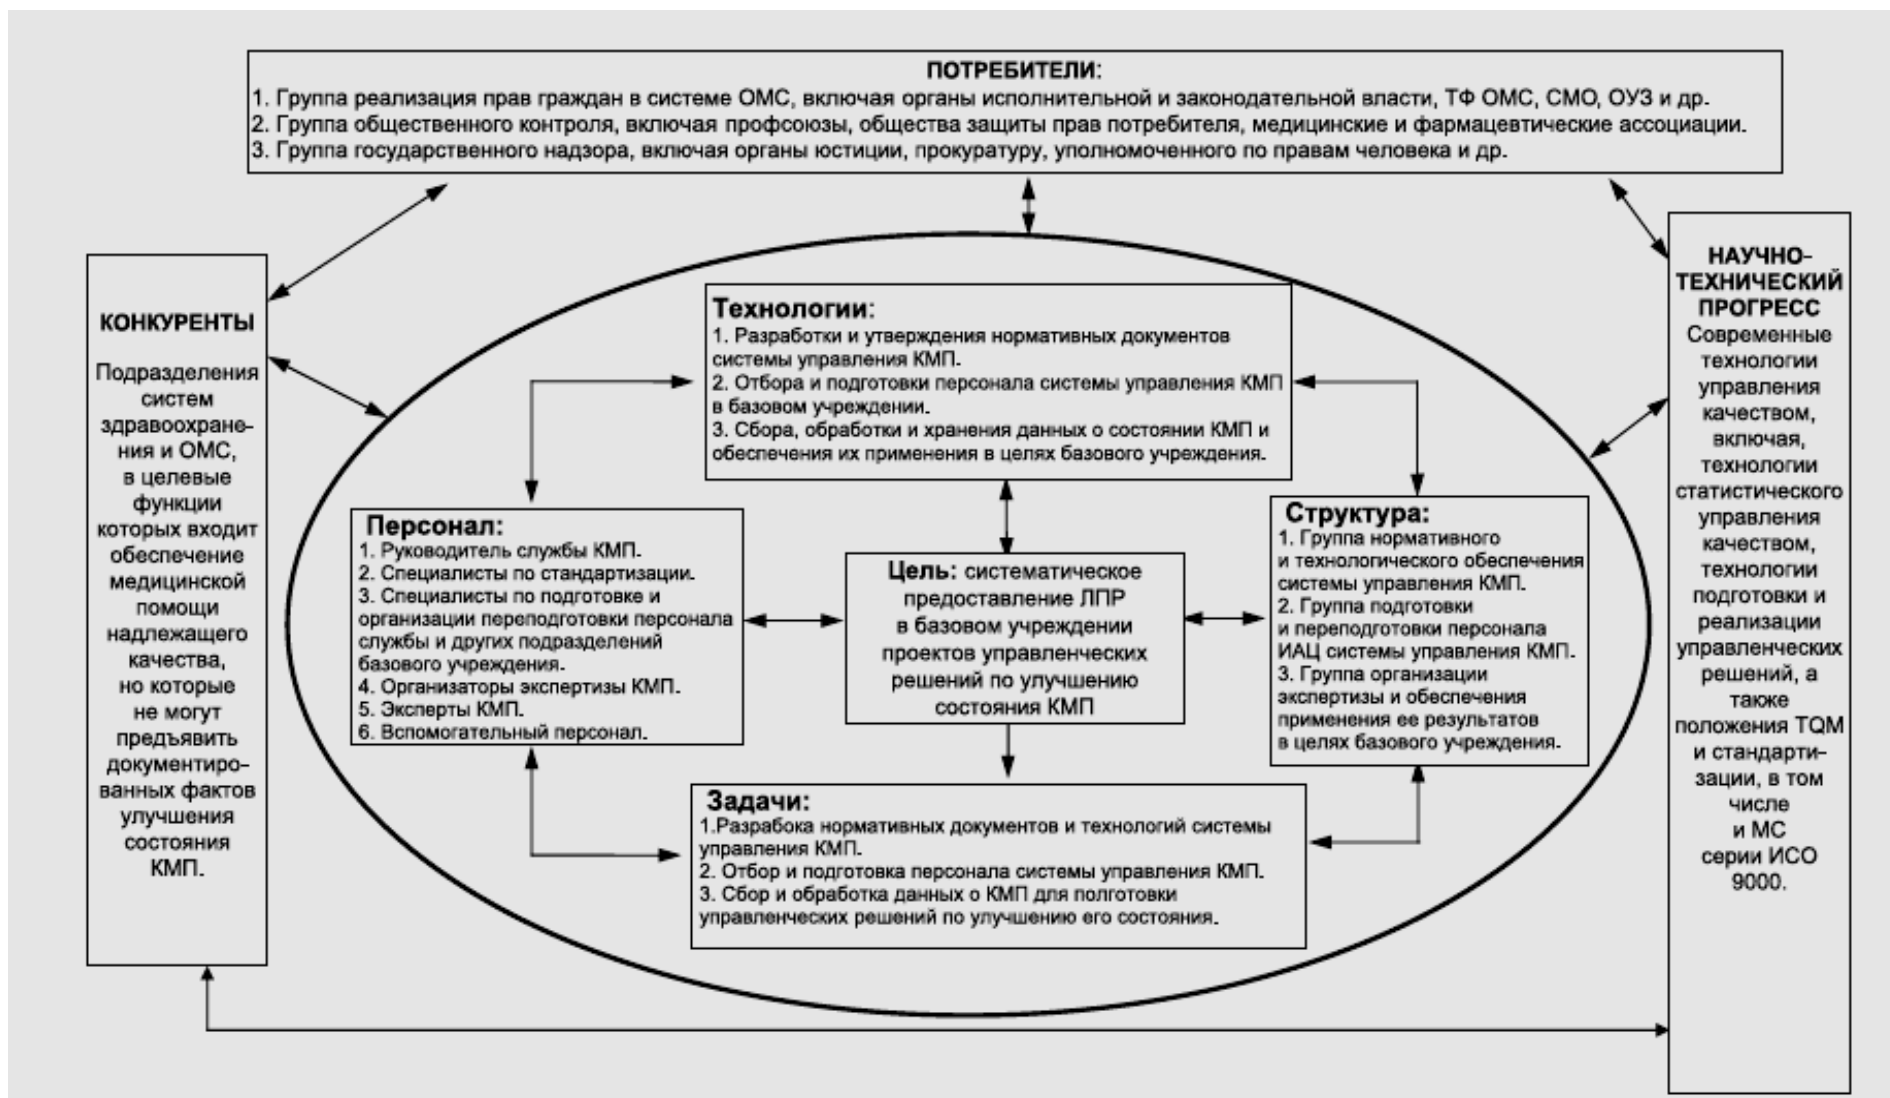 ПОТРЕБИТЕЛИ:
1. Группа реализация прав граждан в системе ОМС, включая органы исполнительной и законодательной власти, ТФ ОМС, СМО, ОУЗ и др.
2. Группа общественного контроля, включая профсоюзы, общества защиты прав потребителя, медицинские и фармацевтические ассоциации.
3. Группа государственного надзора, включая органы юстиции, прокуратуру, уполномоченного по правам человека и др.
КОНКУРЕНТЫ
Подразделения
систем
здравоохране-
ния и ОМС,
в целевые
функции
которых входит
обеспечение
медицинской
помощи
надлежащего
качества,
но которые
не могут
предъявить
документиро-
ванных фактов
улучшения
состояния
КМП.
Технологии:
1. Разработки и утверждения нормативных документов
системы управления КМП.
2. Отбора и подготовки персонала системы управления КМП
в базовом учреждении.
3. Сбора, обработки и хранения данных о состоянии КМП и
обеспечения их применения в целях базового учреждения.
Персонал:
1. Руководитель службы КМП.
2. Специалисты по стандартизации.
3. Специалисты по подготовке и
организации переподготовки персонала
службы и других подразделений
базового учреждения.
4. Организаторы экспертизы КМП.
5. Эксперты КМП.
6. Вспомогательный персонал.
Цель: систематическое
предоставление ЛПР
в базовом учреждении
проектов управленческих
решений по улучшению
состояния КМП
Структура:
1. Группа нормативного
и технологического обеспечения
системы управления КМП.
2. Группа подготовки
и переподготовки персонала
ИАЦ системы управления КМП.
3. Группа организации
экспертизы и обеспечения
применения ее результатов
в целях базового учреждения.
Задачи:
1.Разрабока нормативных документов и технологий системы
управления КМП.
2. Отбор и подготовка персонала системы управления КМП.
3. Сбор и обработка данных о КМП для полготовки
управленческих решений по улучшению его состояния.
НАУЧНО-
ТЕХНИЧЕСКИЙ
ПРОГРЕСС
Современные
технологии
управления
качеством,
включая,
технологии
статистического
управления
качеством,
технологии
подготовки и
реализации
управленческих
решений, а
также
положения TQM
и стандарти-
зации, в том
числе
и МС
серии ИСО
9000.